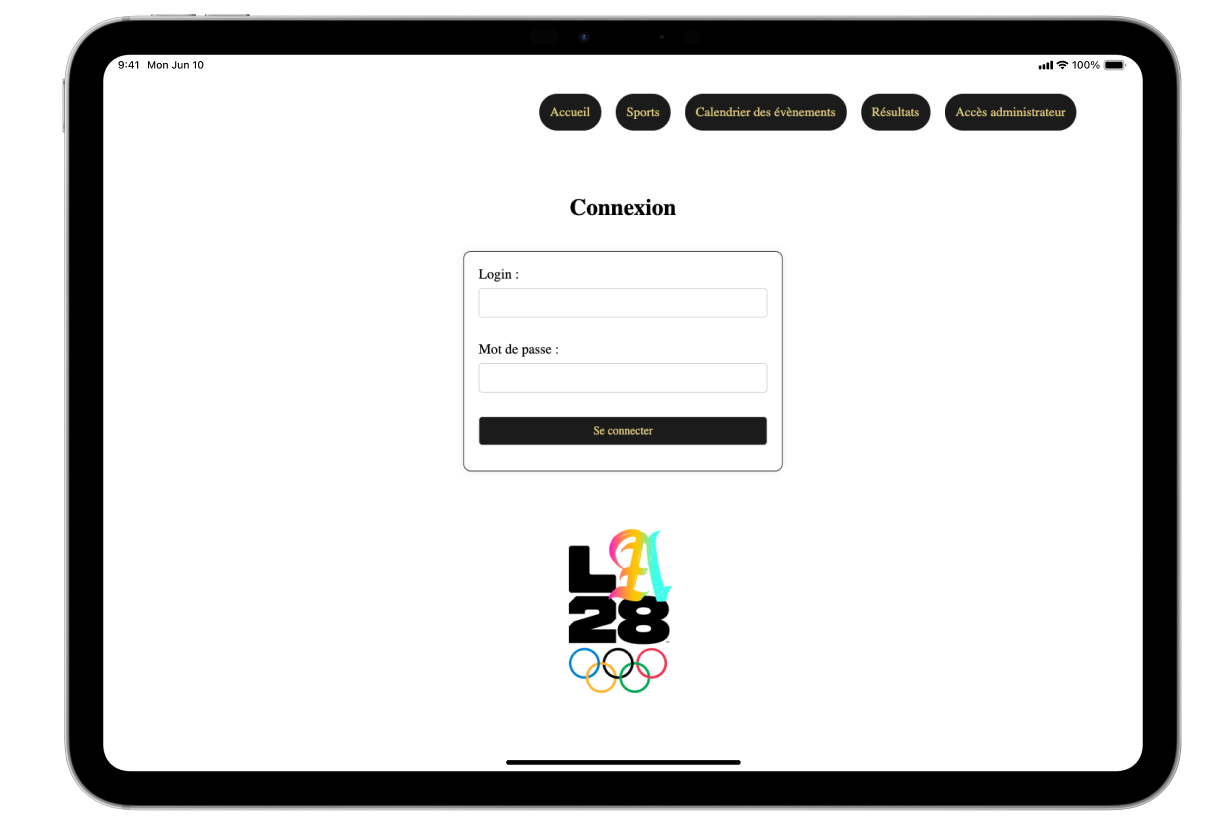 9:41 Mon Jun 10
100%
Accueil Sports Calendrier des évènements Résultats Accès administrateur
Connexion
Login :
Mot de passe :
Se connecter
LA
28